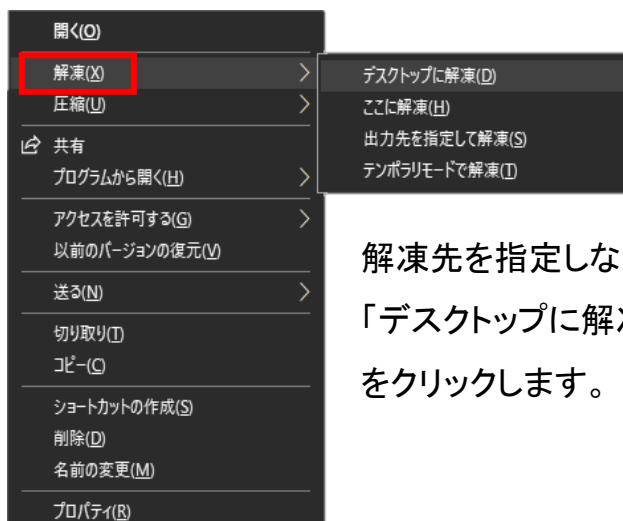 開く(O)
解凍(X)
圧縮(U)
共有
プログラムから開く(H)
アクセスを許可する(G)
以前のバージョンの復元(V)
送る(N)
切り取り(T)
コピー(C)
ショートカットの作成(S)
削除(D)
名前の変更(M)
プロパティ(R)
デスクトップに解凍(D)
ここに解凍(H)
出力先を指定して解凍(S)
テンポラリモードで解凍(T)
解凍先を指定しな
「デスクトップに解
をクリックします。